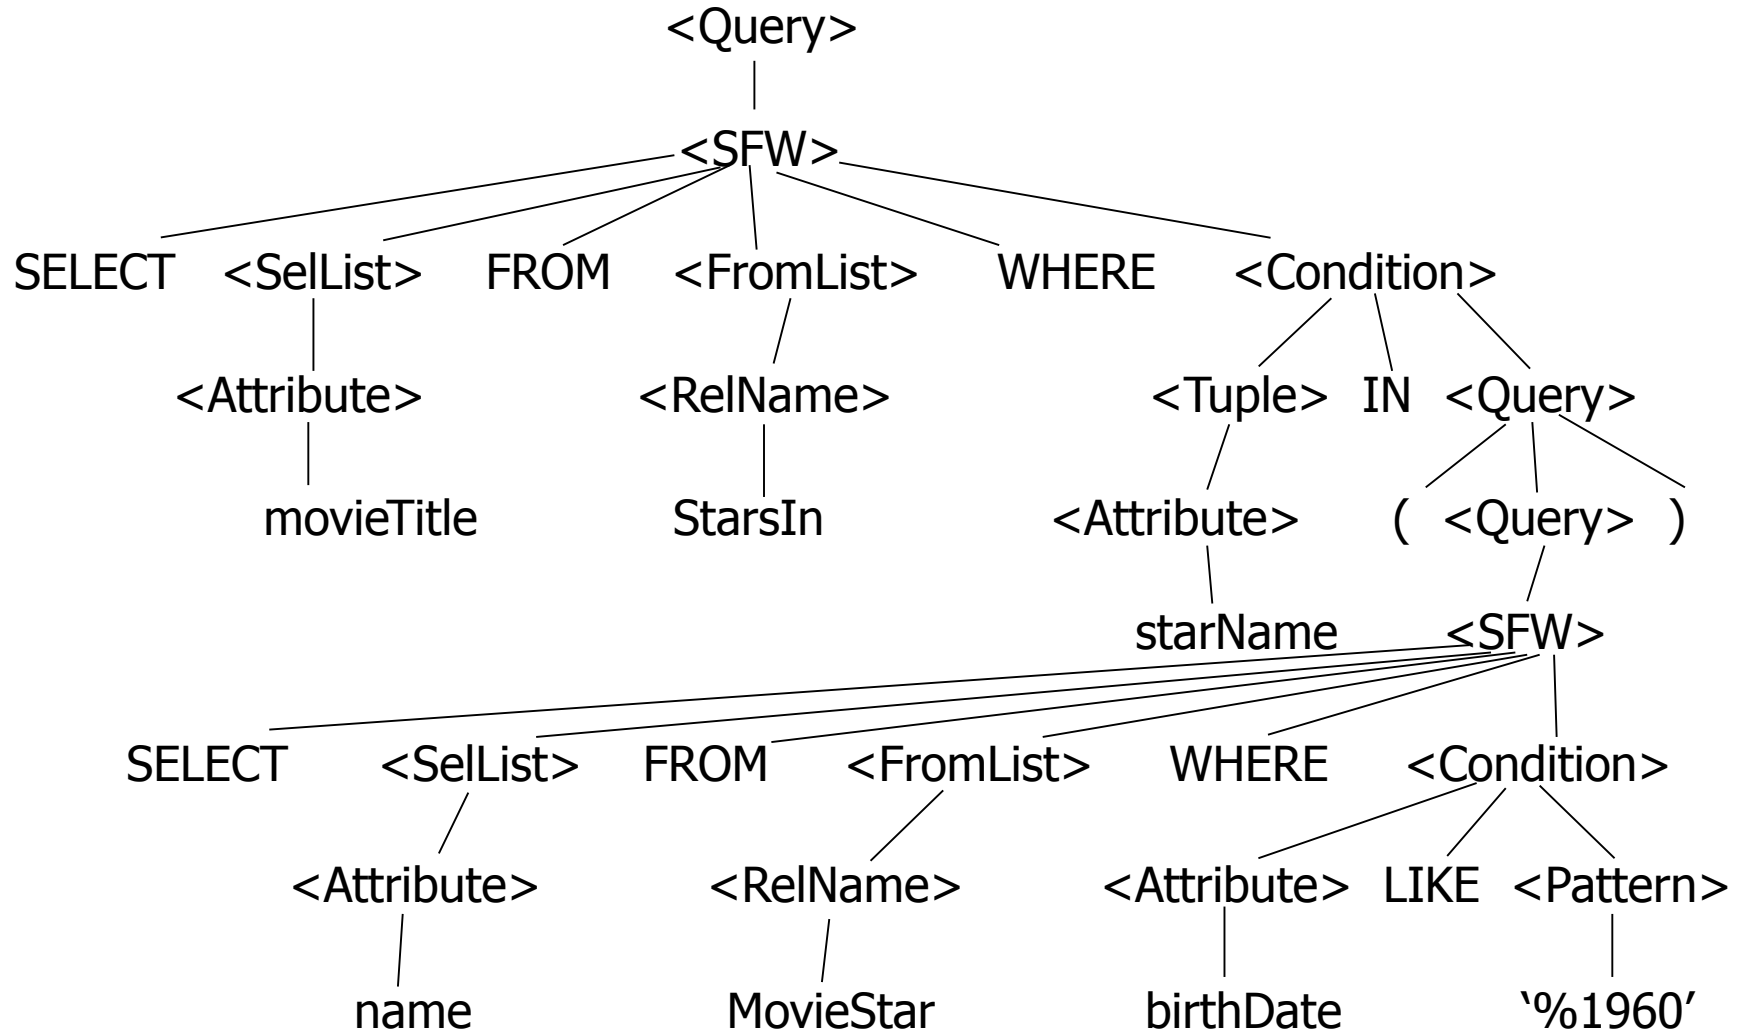 <Query>
<SFW>
SELECT <SelList> FROM <FromList> WHERE <Condition>
<Attribute> <RelName> <Tuple> IN <Query>
movieTitle StarsIn <Attribute> ( <Query> )
starName <SFW>
SELECT <SelList> FROM <FromList> WHERE <Condition>
<Attribute> <RelName> <Attribute> LIKE <Pattern>
name MovieStar birthDate ‘%1960’